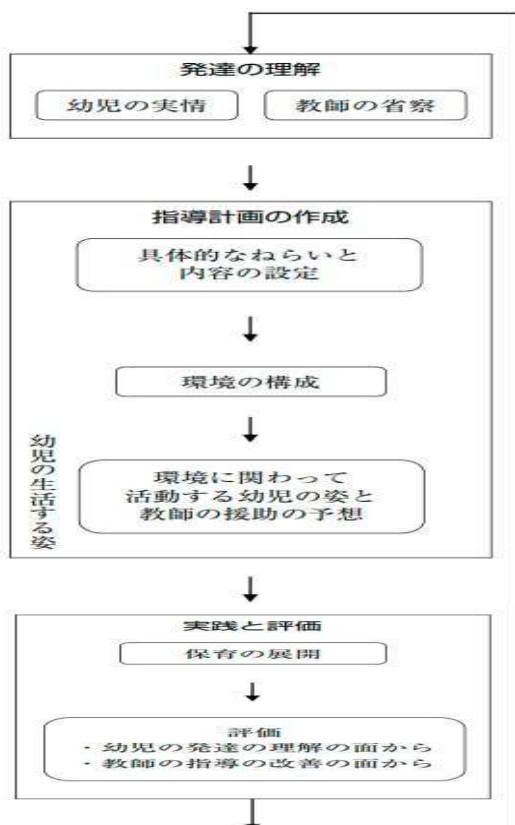 発達の理解
幼児の実情
教師の省察
指導計画の作成
具体的なねらいと
内容の設定
環境の構成
幼児の生活する姿
環境に関わって
活動する幼児の姿と
教師の援助の予想
実践と評価
保育の展開
評価
・幼児の発達の理解の面から
・教師の指導の改善の面から